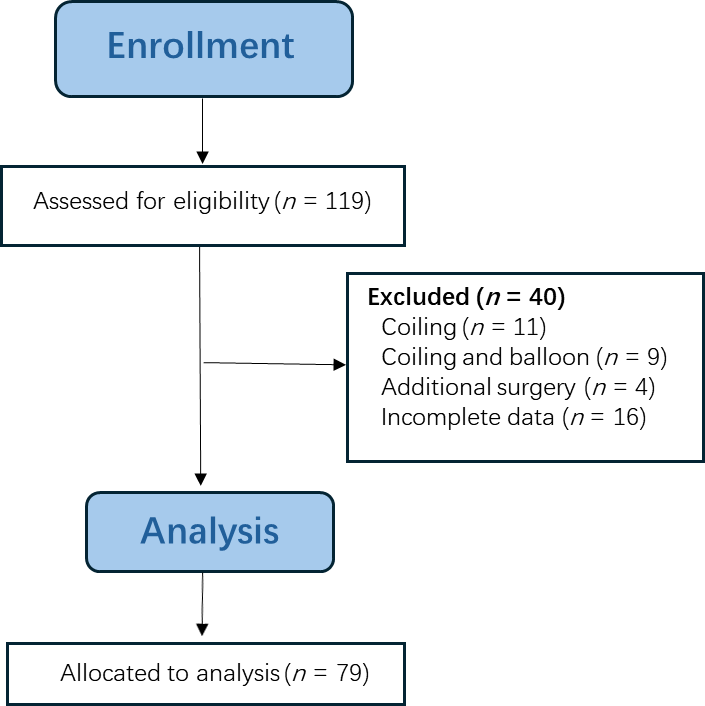 Enrollment
Assessed for eligibility (n = 119)
Excluded (n = 40)
Coiling (n = 11)
Coiling and balloon (n = 9)
Additional surgery (n = 4)
Incomplete data (n = 16)
Analysis
Allocated to analysis (n = 79)